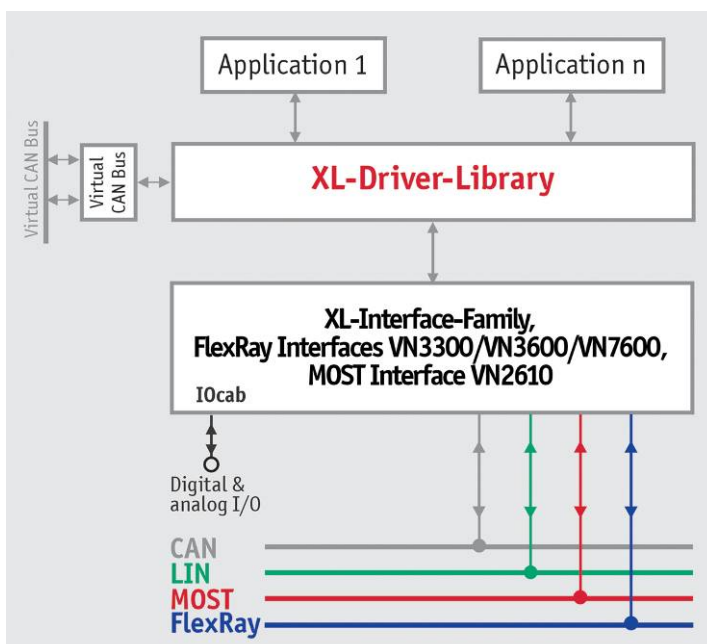 Application 1
Application n
Virtual CAN Bus
Virtual
CAN Bus
XL-Driver-Library
XL-Interface-Family,
FlexRay Interfaces VN3300/VN3600/VN7600,
MOST Interface VN2610
IOcab
Digital &
analog I/O
CAN
LIN
MOST
FlexRay